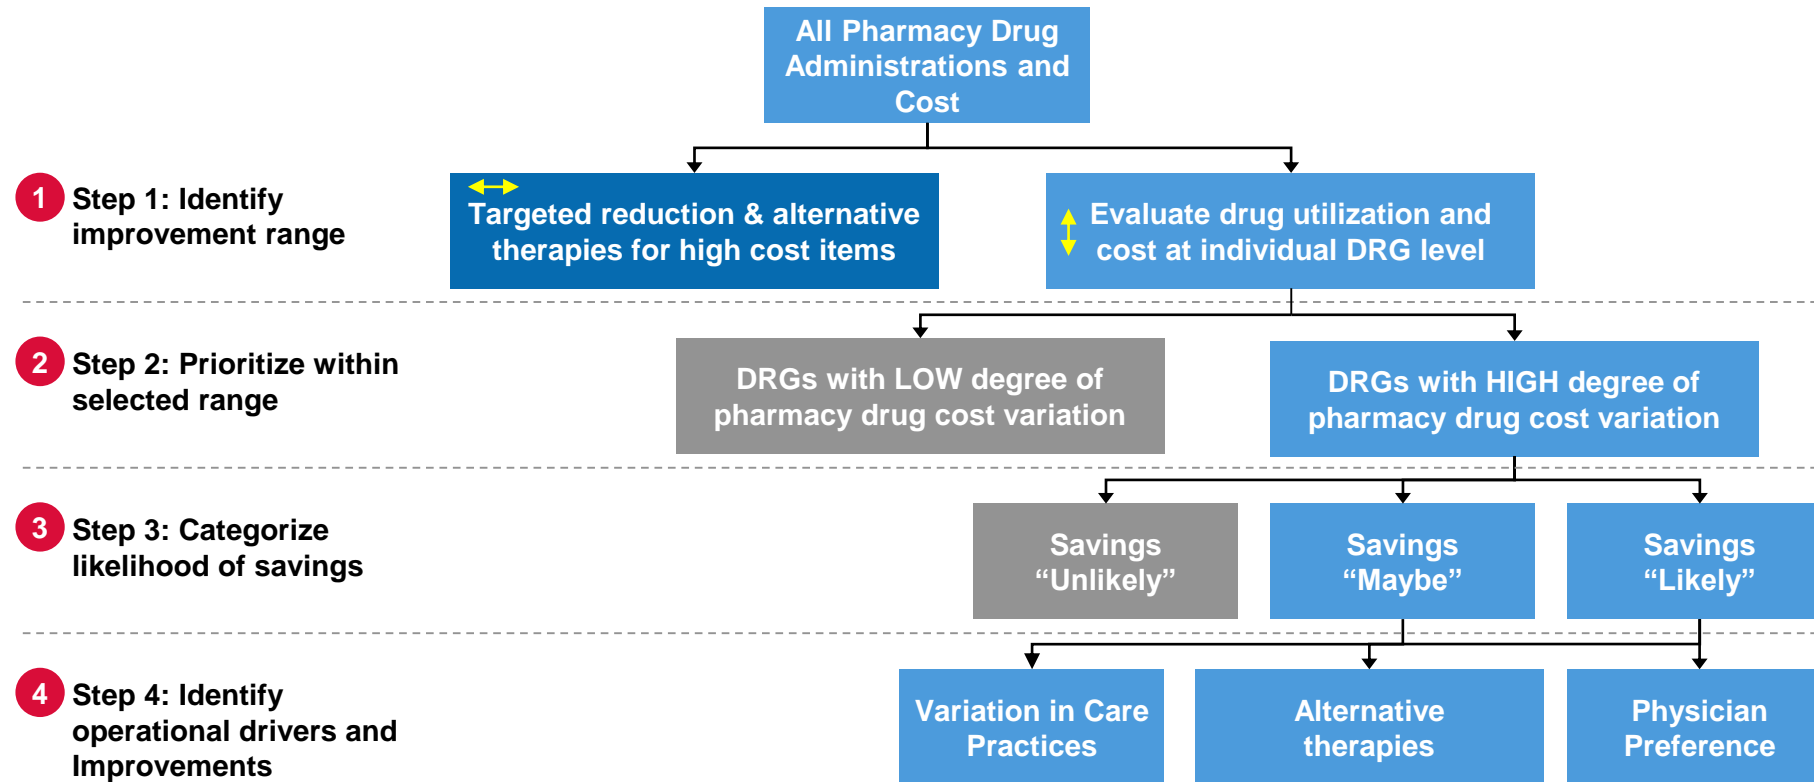 All Pharmacy Drug
Administrations and
Cost
1
Step 1: Identify
improvement range
Targeted reduction & alternative
therapies for high cost items
Evaluate drug utilization and
cost at individual DRG level
2
Step 2: Prioritize within
selected range
DRGs with LOW degree of
pharmacy drug cost variation
DRGs with HIGH degree of
pharmacy drug cost variation
3
Step 3: Categorize
likelihood of savings
Savings
“Unlikely”
Savings
“Maybe”
Savings
“Likely”
4
Step 4: Identify
operational drivers and
Improvements
Variation in Care
Practices
Alternative
therapies
Physician
Preference